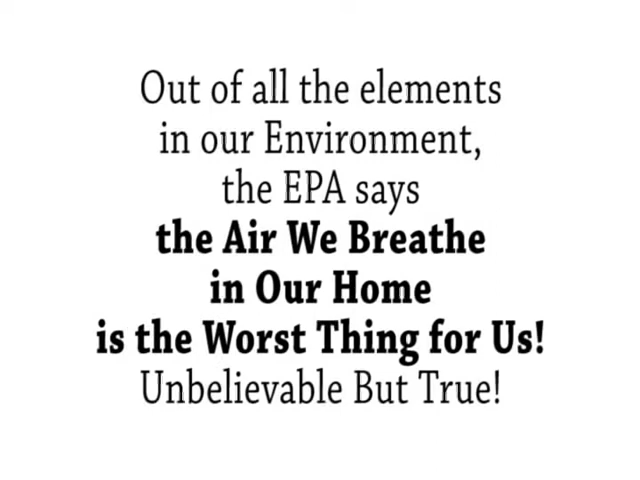 Out of all the elements
in our Environment,
the EPA says
the Air We Breathe
in Our Home
is the Worst Thing for Us!
Unbelievable But True!